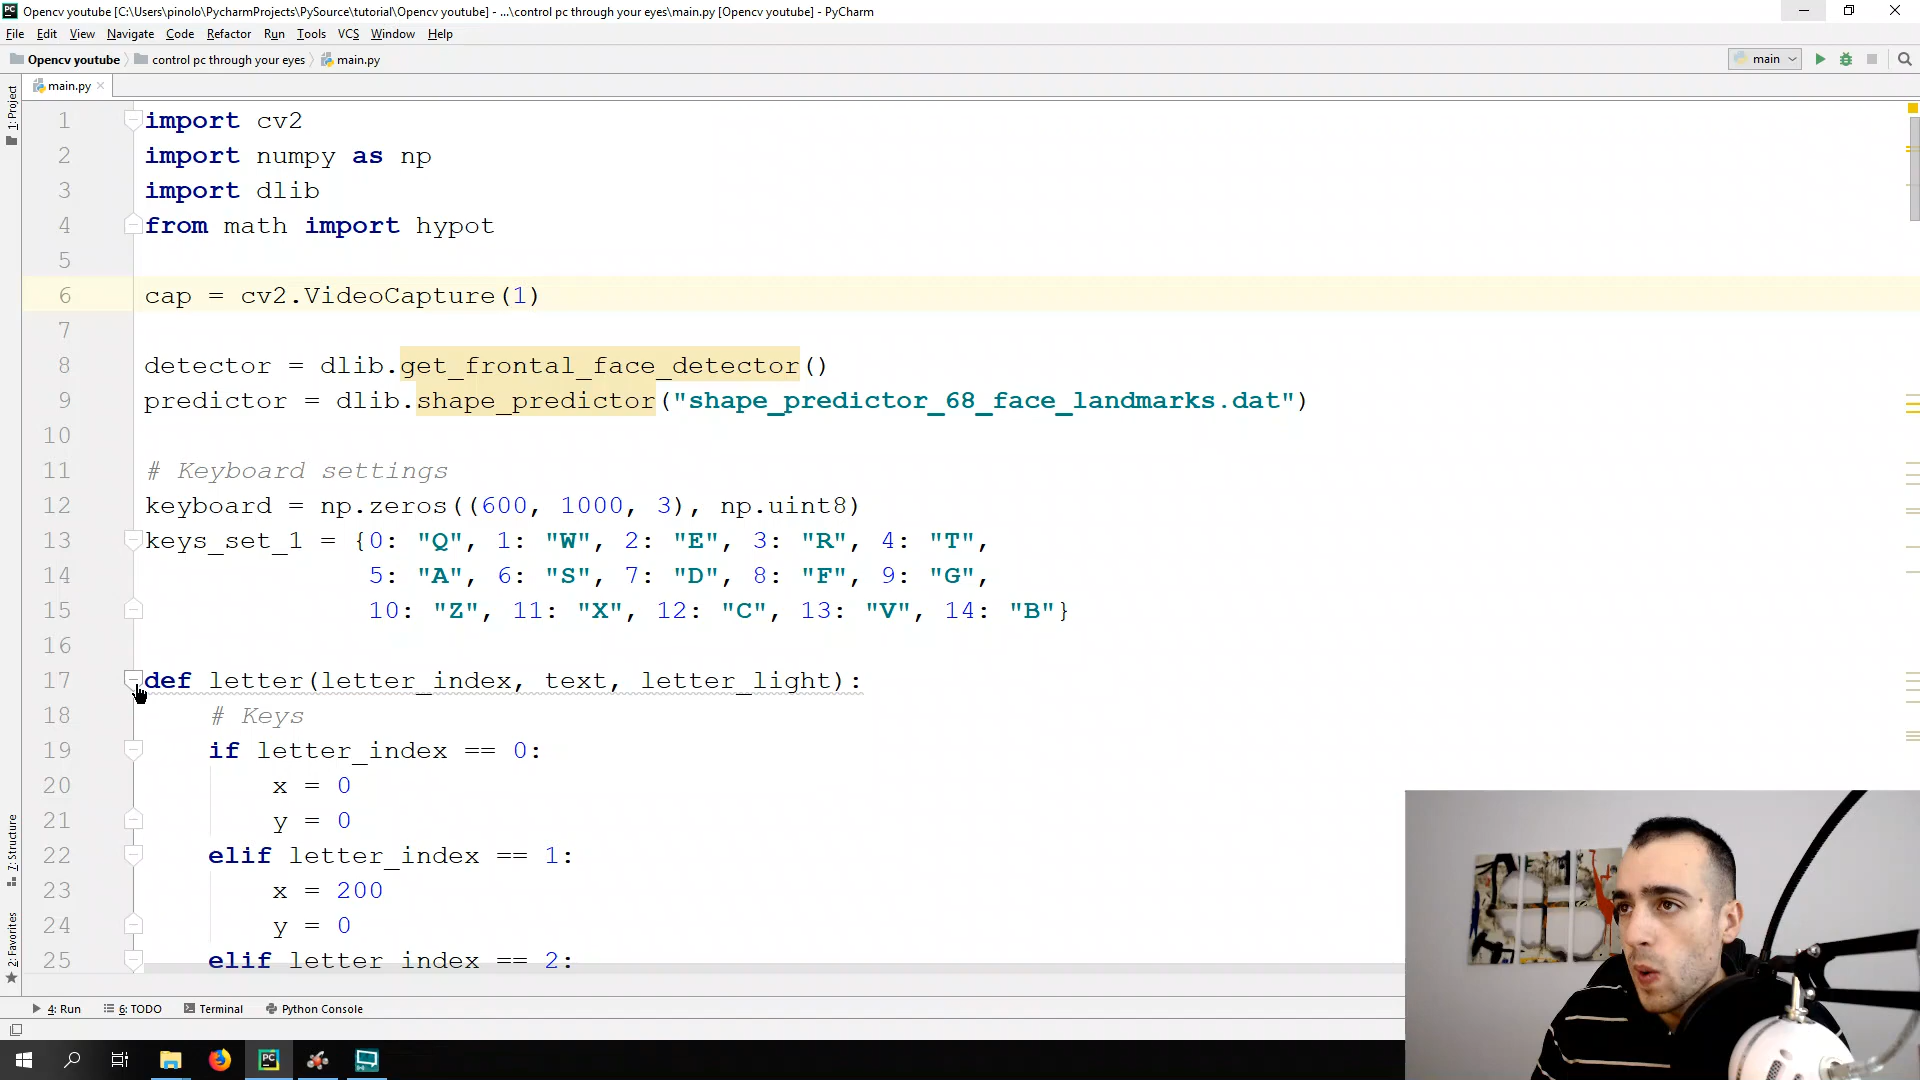 Opencv youtube [C:\Users\pinolo\PycharmProjects\PySource\tutorial\Opencv youtube] - ...\control pc through your eyes\main.py [Opencv youtube] - PyCharm
File Edit View Navigate Code Refactor Run Tools VCS Window Help
Opencv youtube control pc through your eyes main.py main
main.py
1: Project
7: Structure
2: Favorites
1 import cv2
2 import numpy as np
3 import dlib
4 from math import hypot
5
6 cap = cv2.VideoCapture(1)
7
8 detector = dlib.get_frontal_face_detector()
9 predictor = dlib.shape_predictor("shape_predictor_68_face_landmarks.dat")
10
11 # Keyboard settings
12 keyboard = np.zeros((600, 1000, 3), np.uint8)
13 keys_set_1 = {0: "Q", 1: "W", 2: "E", 3: "R", 4: "T",
14 5: "A", 6: "S", 7: "D", 8: "F", 9: "G",
15 10: "Z", 11: "X", 12: "C", 13: "V", 14: "B"}
16
17 def letter(letter_index, text, letter_light):
18 # Keys
19 if letter_index == 0:
20 x = 0
21 y = 0
22 elif letter_index == 1:
23 x = 200
24 y = 0
25 elif letter_index == 2:
4: Run 6: TODO Terminal Python Console
PC